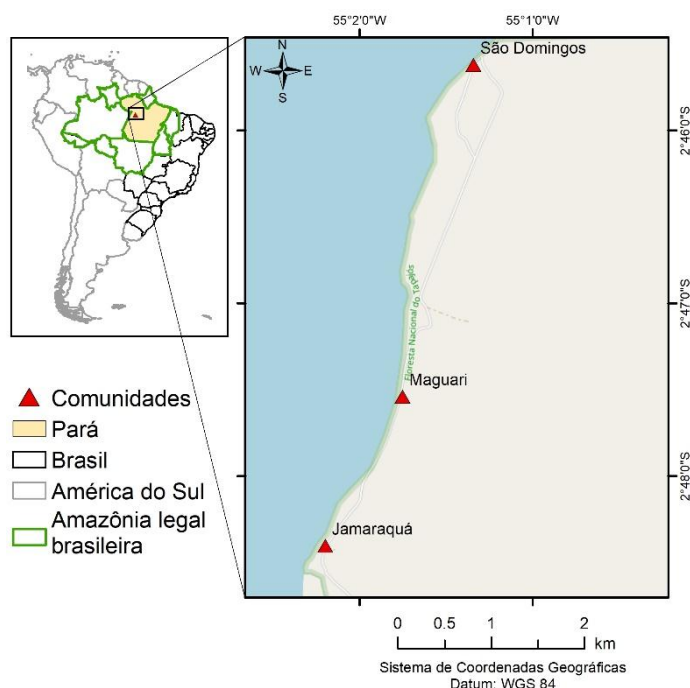 55°2'0"W
55°1'0"W
São Domingos
N
W
E
S
2°46'0"S
2°47'0"S
Floresta Nacional do Tapajós
Maguari
2°48'0"S
Jamaraquá
Comunidades
Pará
Brasil
América do Sul
Amazônia legal
brasileira
0 0.5 1 2
km
Sistema de Coordenadas Geográficas
Datum: WGS 84